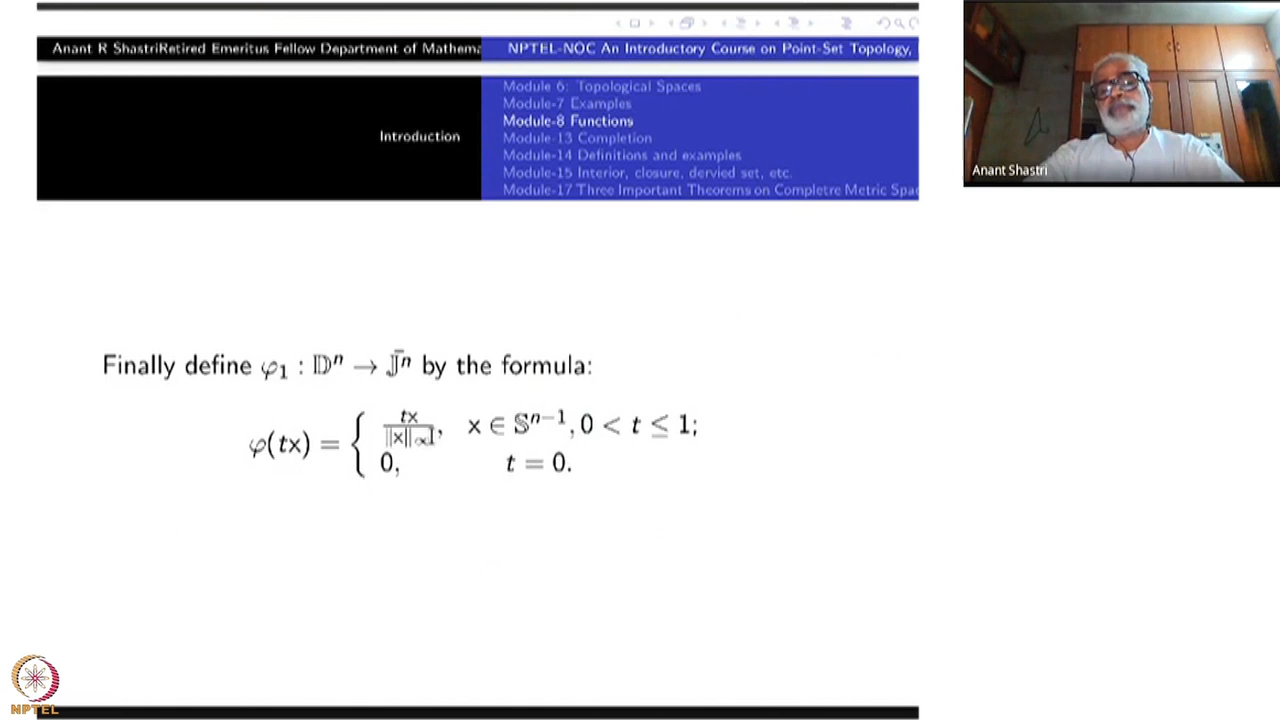 Anant R ShastriRetired Emeritus Fellow Department of Mathema
NPTEL-NOC An Introductory Course on Point-Set Topology,
Introduction
Module 6: Topological Spaces
Module-7 Examples
Module-8 Functions
Module-13 Completion
Module-14 Definitions and examples
Module-15 Interior, closure, dervied set, etc.
Module-17 Three Important Theorems on Completre Metric Spac
Anant Shastri
Finally define φ₁ : 𝔻ⁿ → 𝕁̄ⁿ by the formula:
φ(tx) = { tx / ‖x‖∞, x ∈ 𝕊ⁿ⁻¹, 0 < t ≤ 1;
0, t = 0.
NPTEL